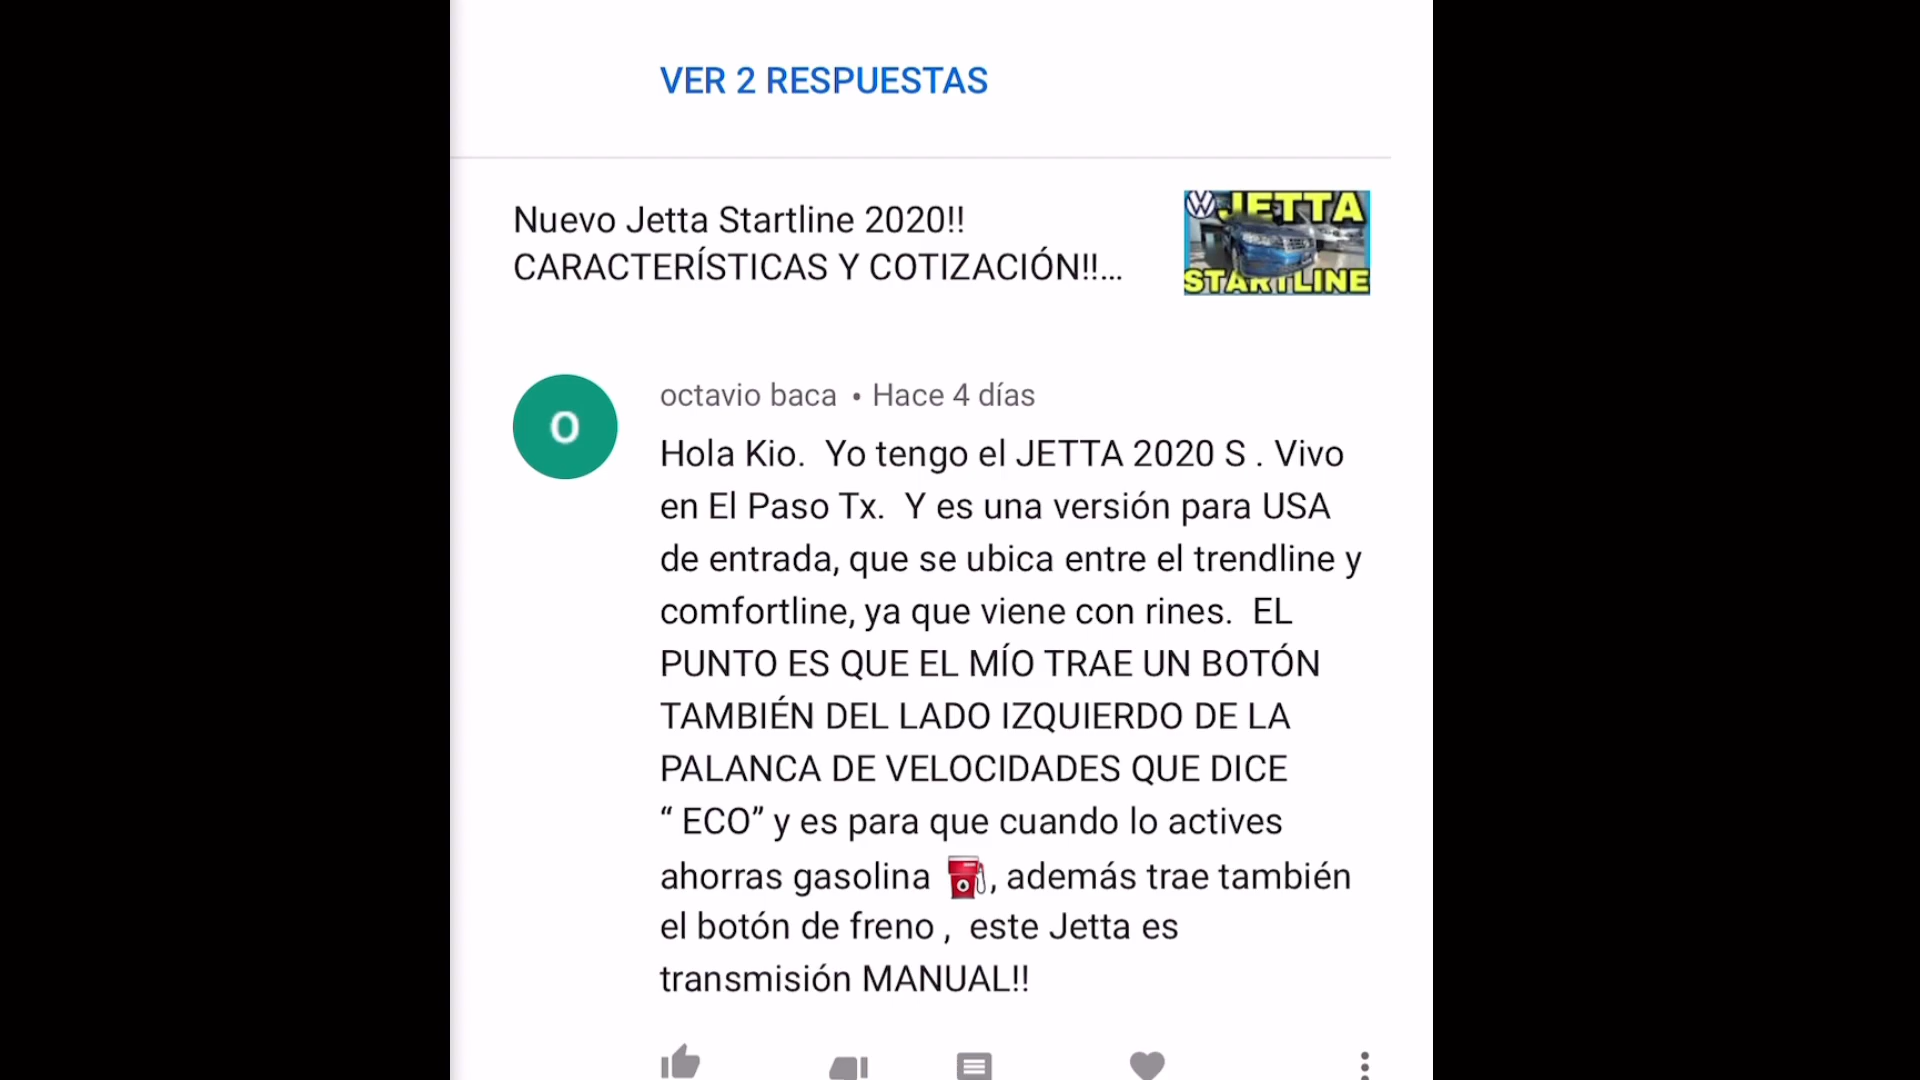 VER 2 RESPUESTAS
Nuevo Jetta Startline 2020!!
CARACTERÍSTICAS Y COTIZACIÓN!!...
JETTA
STARTLINE
O
octavio baca • Hace 4 días
Hola Kio.  Yo tengo el JETTA 2020 S . Vivo
en El Paso Tx.  Y es una versión para USA
de entrada, que se ubica entre el trendline y
comfortline, ya que viene con rines.  EL
PUNTO ES QUE EL MÍO TRAE UN BOTÓN
TAMBIÉN DEL LADO IZQUIERDO DE LA
PALANCA DE VELOCIDADES QUE DICE
“ ECO” y es para que cuando lo actives
ahorras gasolina ⛽, además trae también
el botón de freno ,  este Jetta es
transmisión MANUAL!!